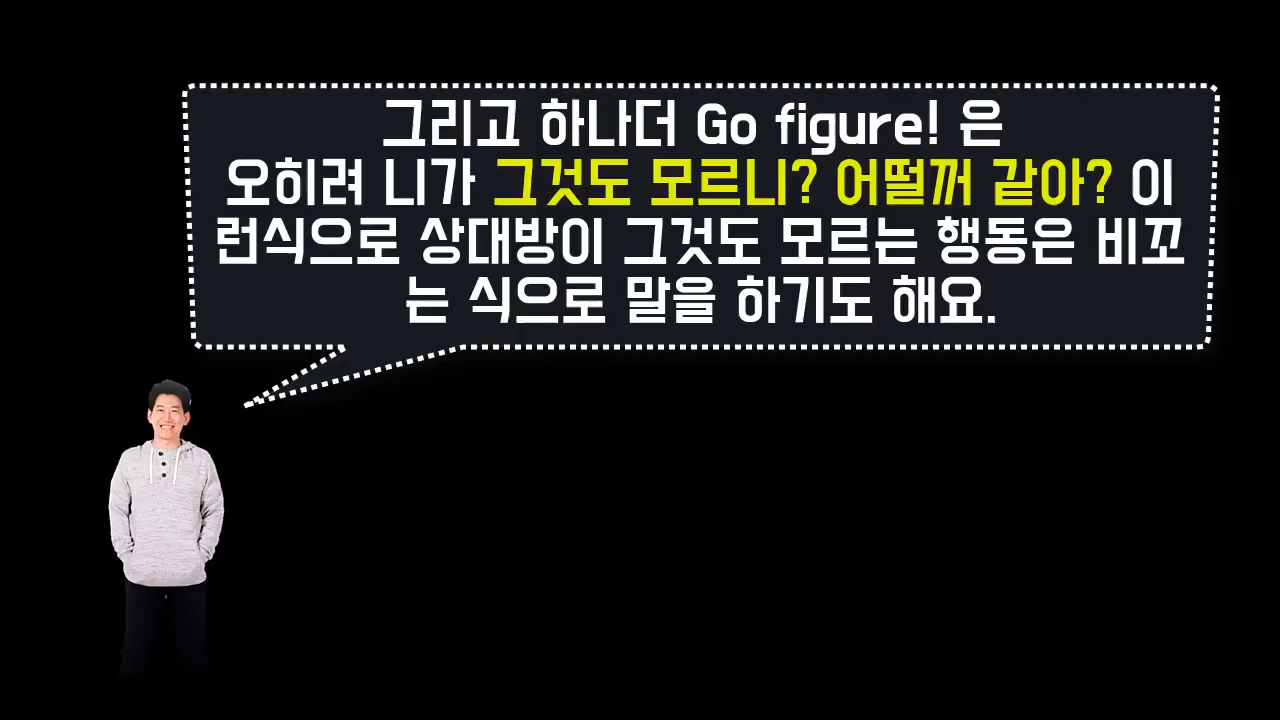 그리고 하나더 Go figure! 은
오히려 니가 그것도 모르니? 어떨꺼 같아? 이
런식으로 상대방이 그것도 모르는 행동은 비꼬
는 식으로 말을 하기도 해요.